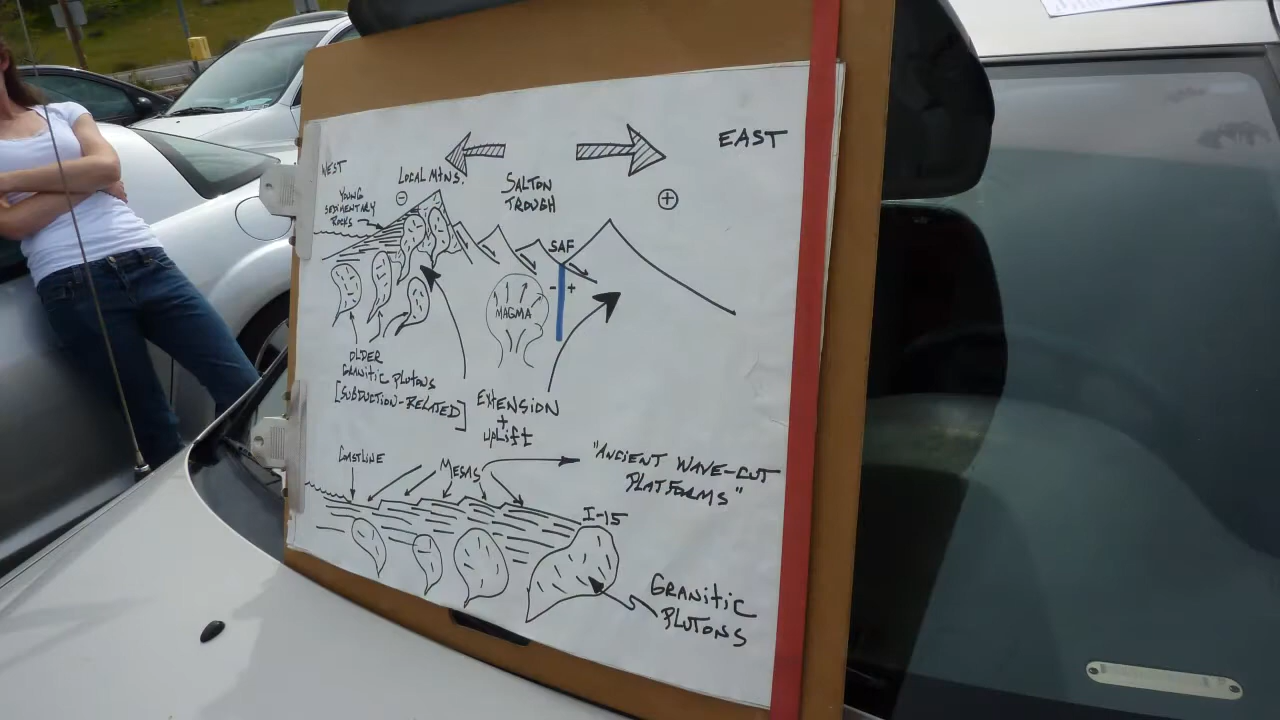 EAST
WEST
LOCAL MTNS.
SALTON
TROUGH
YOUNG
SEDIMENTARY
ROCKS
SAF
- +
MAGMA
OLDER
GRANITIC PLUTONS
[SUBDUCTION-RELATED]
EXTENSION
+
UPLIFT
COASTLINE
MESAS
"ANCIENT WAVE-CUT
PLATFORMS"
I-15
GRANITIC
PLUTONS